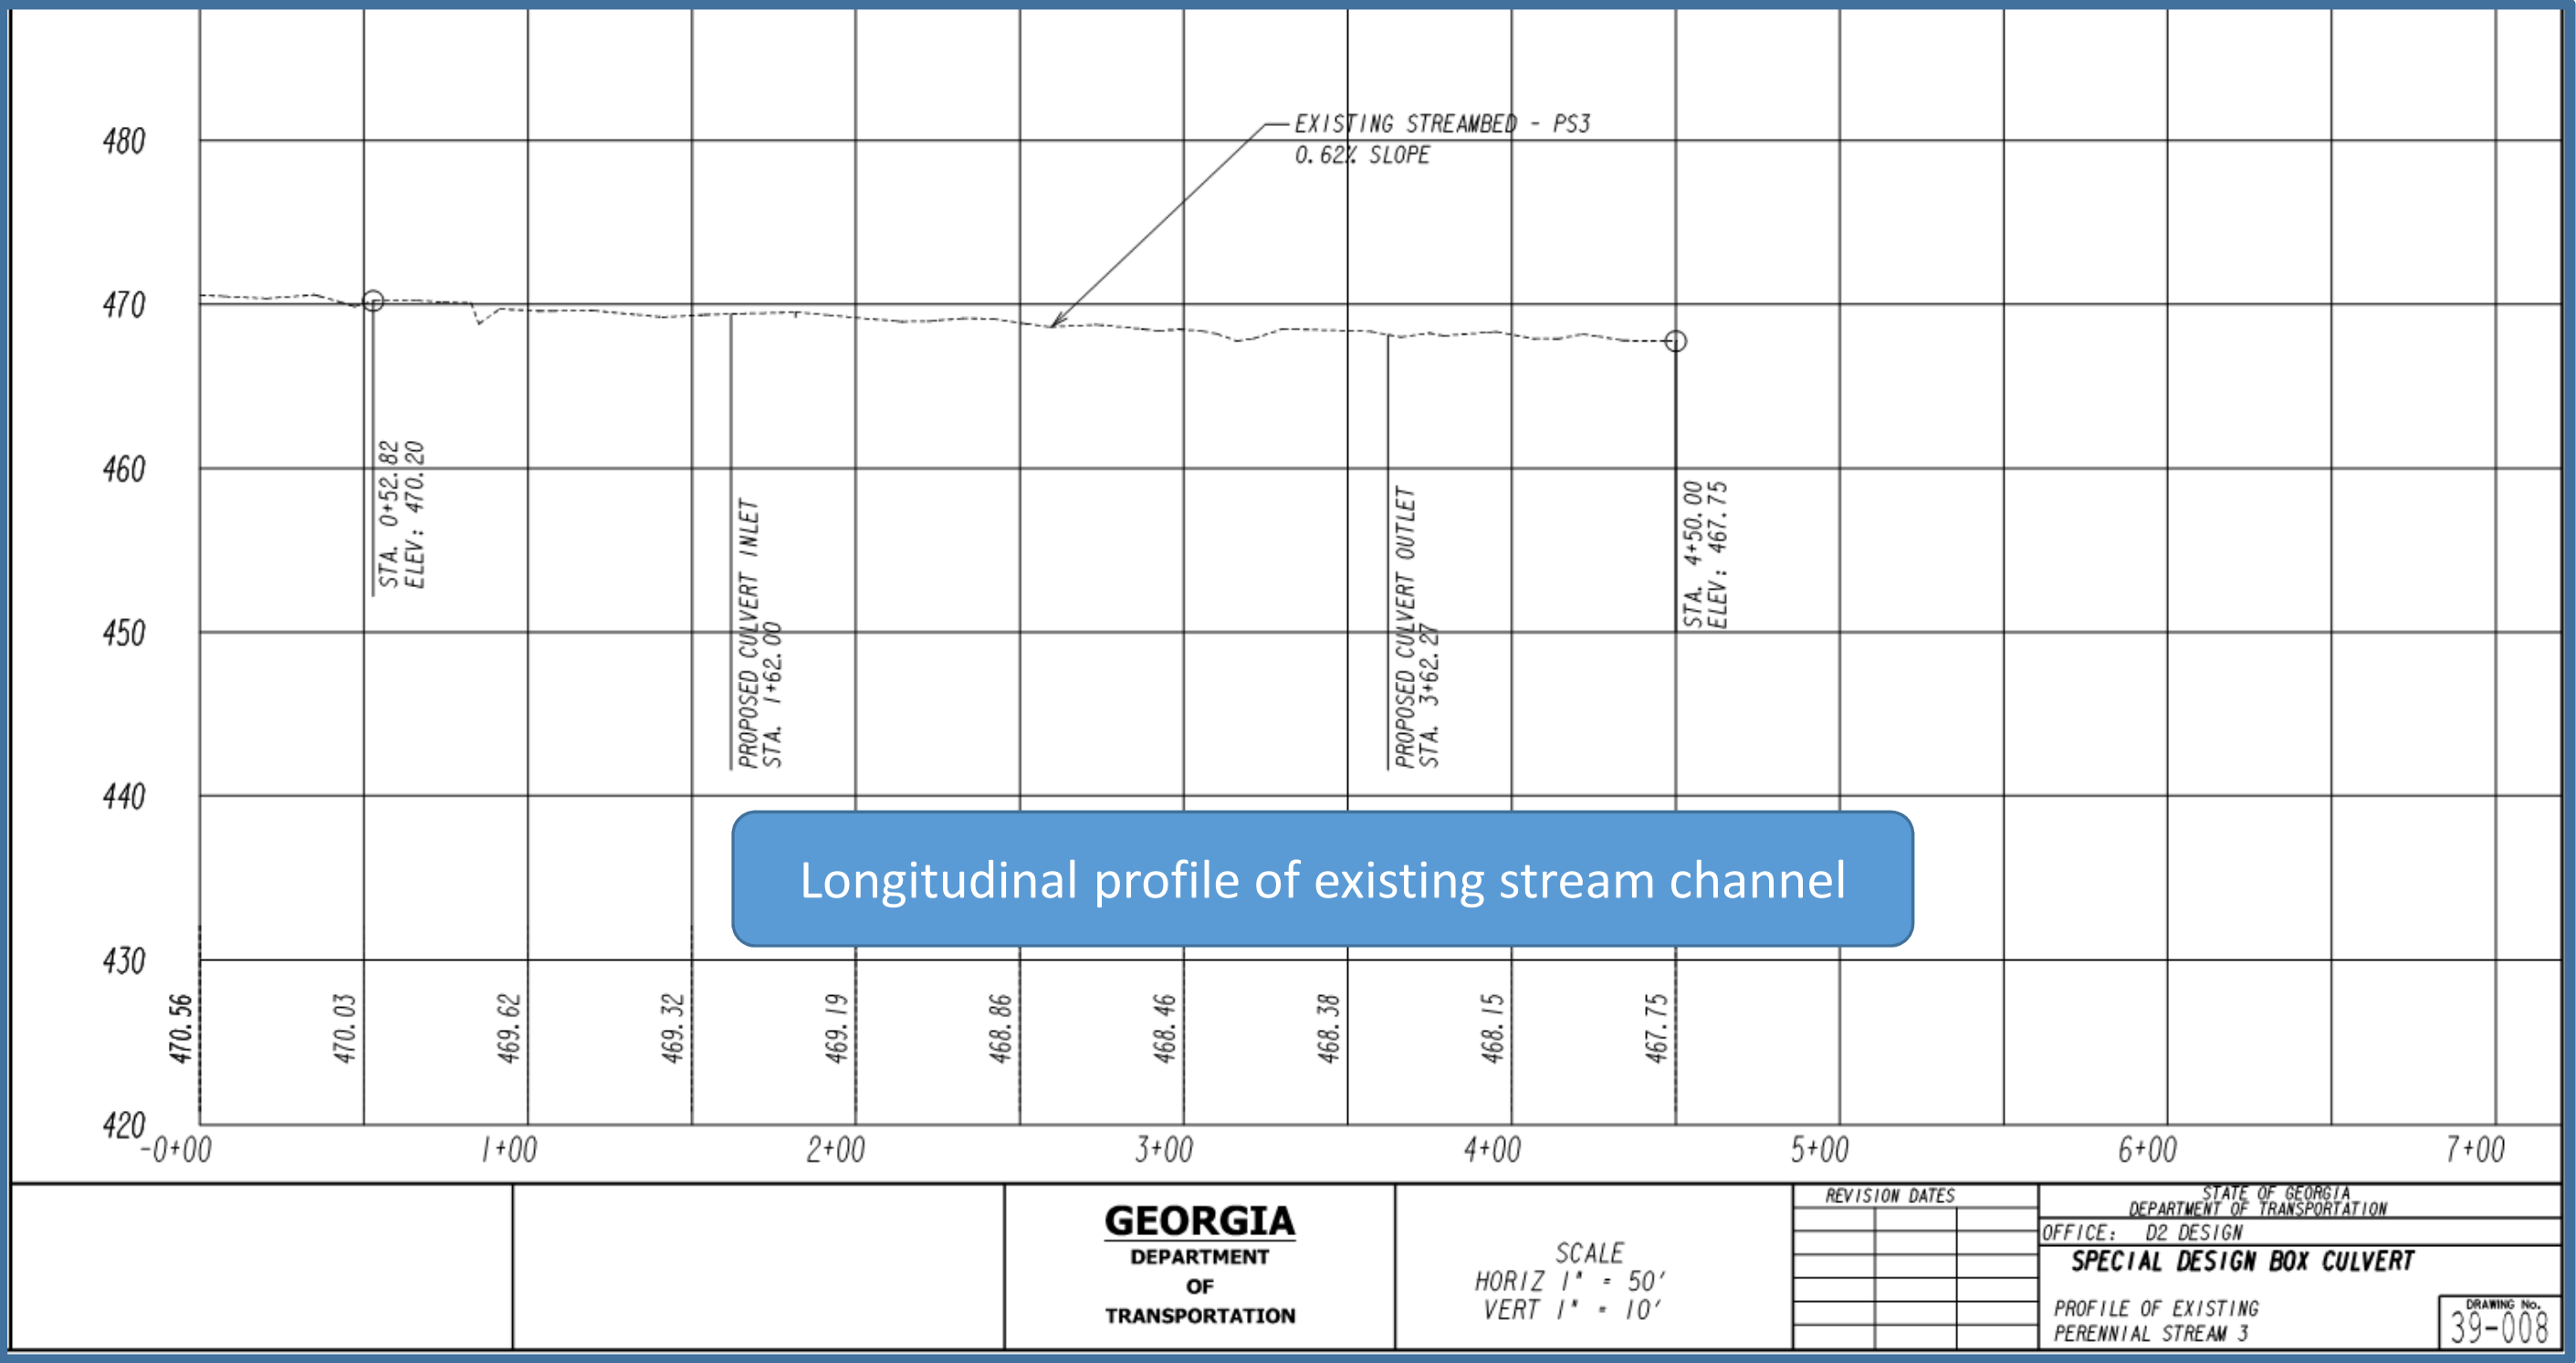 EXISTING STREAMBED - PS3
0.62% SLOPE
480
470
460
450
440
430
420
STA. 0+52.82
ELEV: 470.20
PROPOSED CULVERT INLET
STA. 1+62.00
PROPOSED CULVERT OUTLET
STA. 3+62.27
STA. 4+50.00
ELEV: 467.75
Longitudinal profile of existing stream channel
470.56
470.03
469.62
469.32
469.19
468.86
468.46
468.38
468.15
467.75
-0+00
1+00
2+00
3+00
4+00
5+00
6+00
7+00
GEORGIA
DEPARTMENT
OF
TRANSPORTATION
SCALE
HORIZ 1" = 50'
VERT 1" = 10'
REVISION DATES
STATE OF GEORGIA
DEPARTMENT OF TRANSPORTATION
OFFICE: D2 DESIGN
SPECIAL DESIGN BOX CULVERT
PROFILE OF EXISTING
PERENNIAL STREAM 3
DRAWING No.
39-008